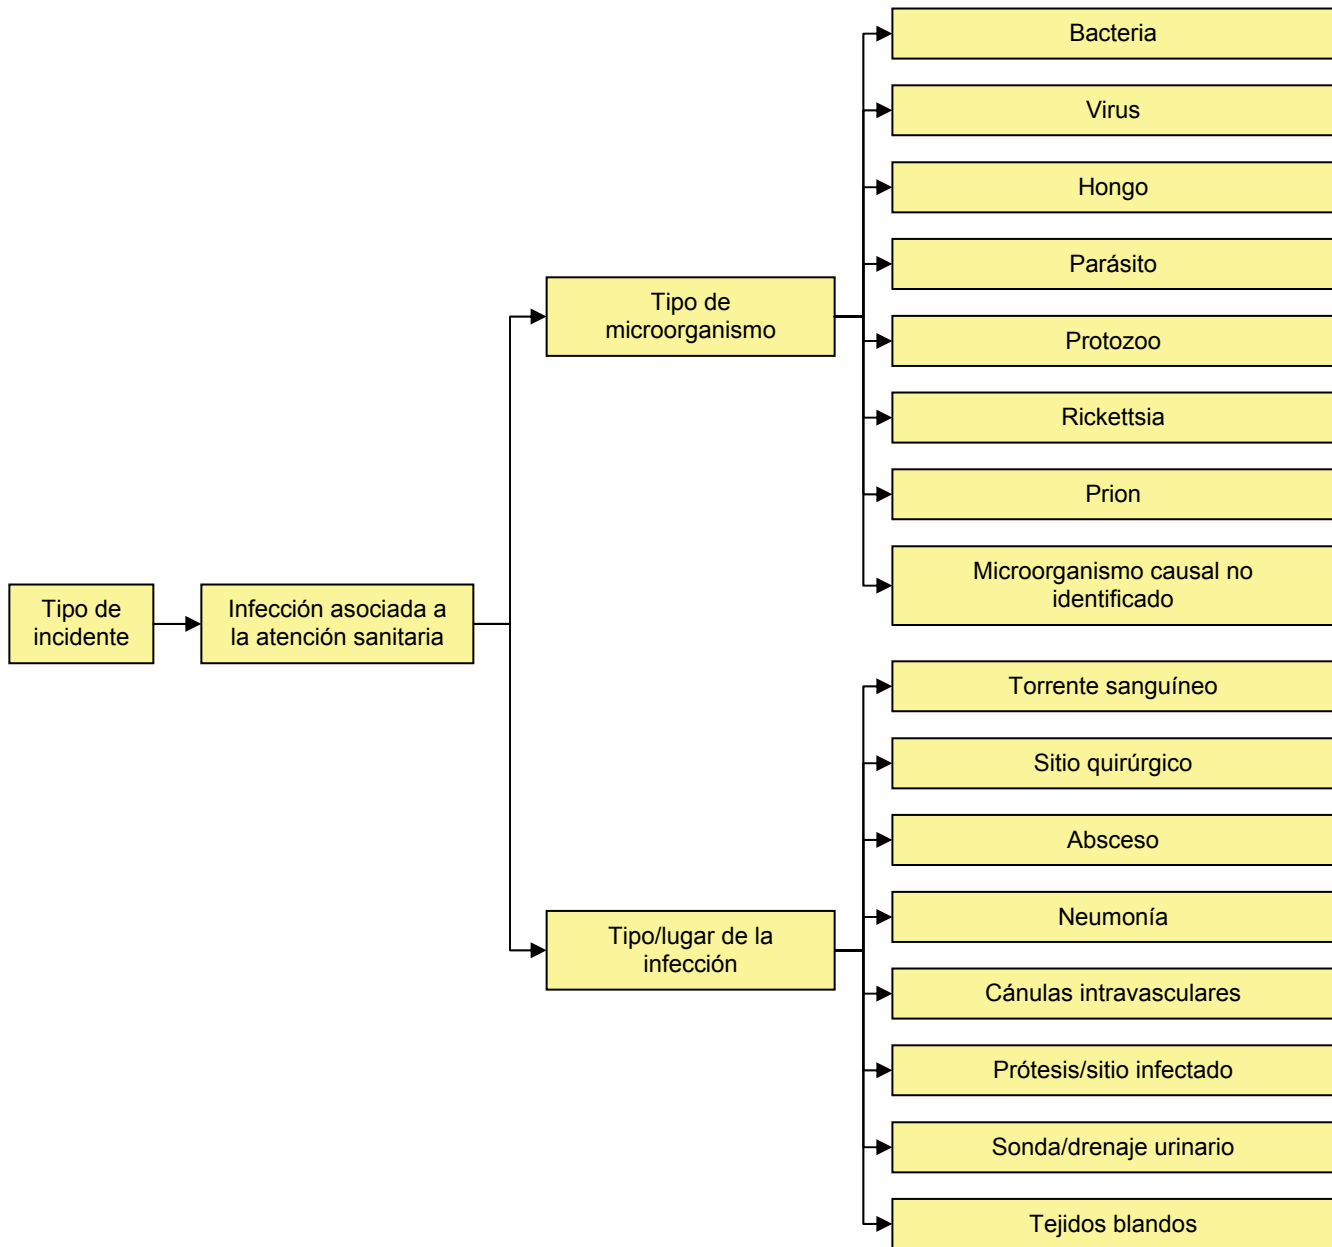 Tipo de
incidente
Infección asociada a
la atención sanitaria
Tipo de
microorganismo
Bacteria
Virus
Hongo
Parásito
Protozoo
Rickettsia
Prion
Microorganismo causal no
identificado
Tipo/lugar de la
infección
Torrente sanguíneo
Sitio quirúrgico
Absceso
Neumonía
Cánulas intravasculares
Prótesis/sitio infectado
Sonda/drenaje urinario
Tejidos blandos